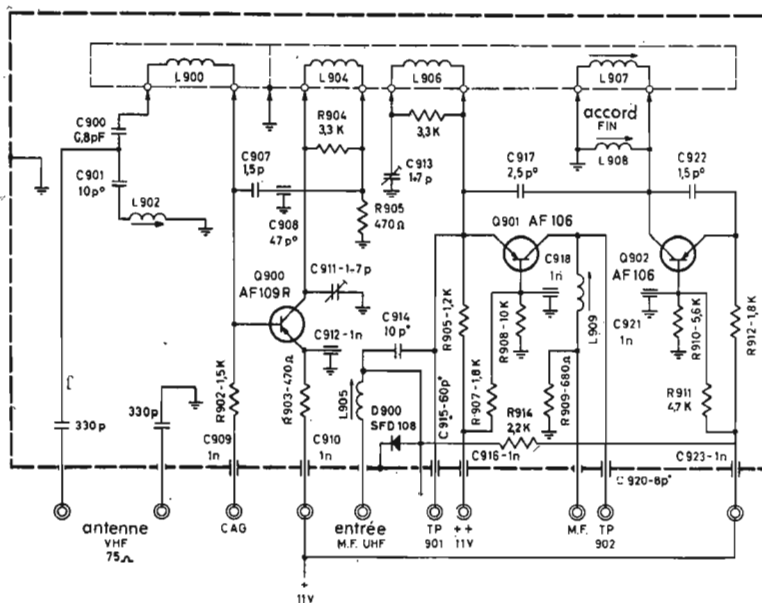 L900
L904
L906
L907
R904
3,3 K
3,3K
accord
FIN
L908
C900
0,8pF
C901
10p°
L902
C907
1,5p
C913
1-7p
C917
2,5p°
C922
1,5p°
R905
470Ω
C908
47p°
Q901 AF106
Q902
AF106
Q900
AF109R
C911-1-7p
C918
1n
C912-1n
C914
10p°
R905-1,2K
R908-10K
L909
C921
1n
R910-5,6K
R912-1,8K
R902-1,5K
R903-470Ω
L905
D900
SFD108
C915-60p°
R907-1,8K
R914
2,2K
R909-680Ω
R911
4,7K
330p
330p
C909
1n
C910
1n
C916-1n
C920-8p°
C923-1n
antenne
VHF
75Ω
CAG
entrée
M.F. UHF
TP
901
++
11V
M.F.
TP
902
+
11V